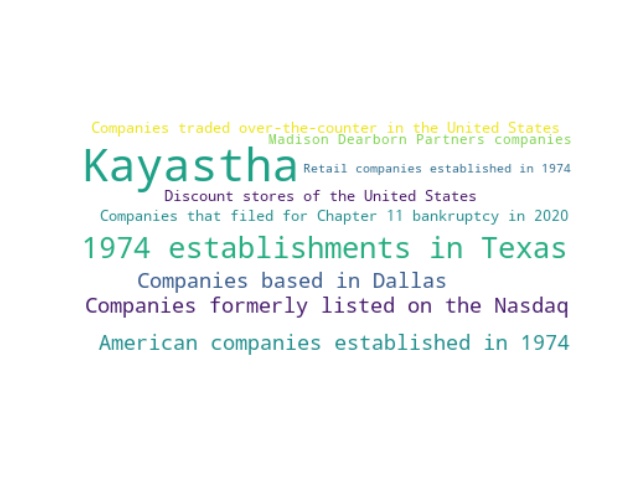 Companies traded over-the-counter in the United States
Madison Dearborn Partners companies
Kayastha
Retail companies established in 1974
Discount stores of the United States
Companies that filed for Chapter 11 bankruptcy in 2020
1974 establishments in Texas
Companies based in Dallas
Companies formerly listed on the Nasdaq
American companies established in 1974